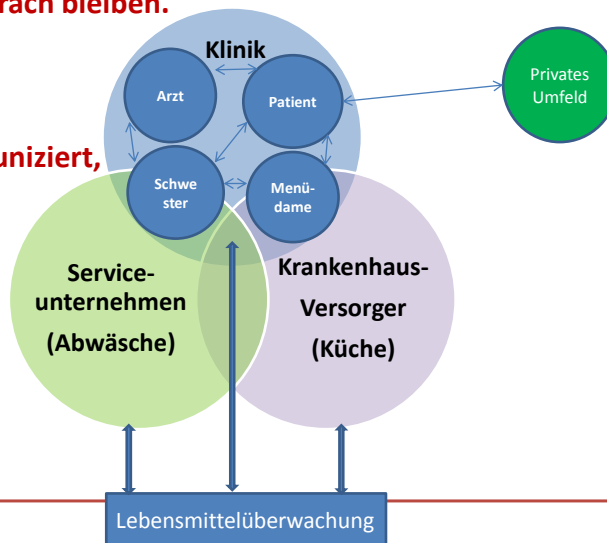 rach bleiben.
Klinik
Arzt
Patient
Privates
Umfeld
uniziert,
Schwe
ster
Menü-
dame
Service-
unternehmen
(Abwäsche)
Krankenhaus-
Versorger
(Küche)
Lebensmittelüberwachung